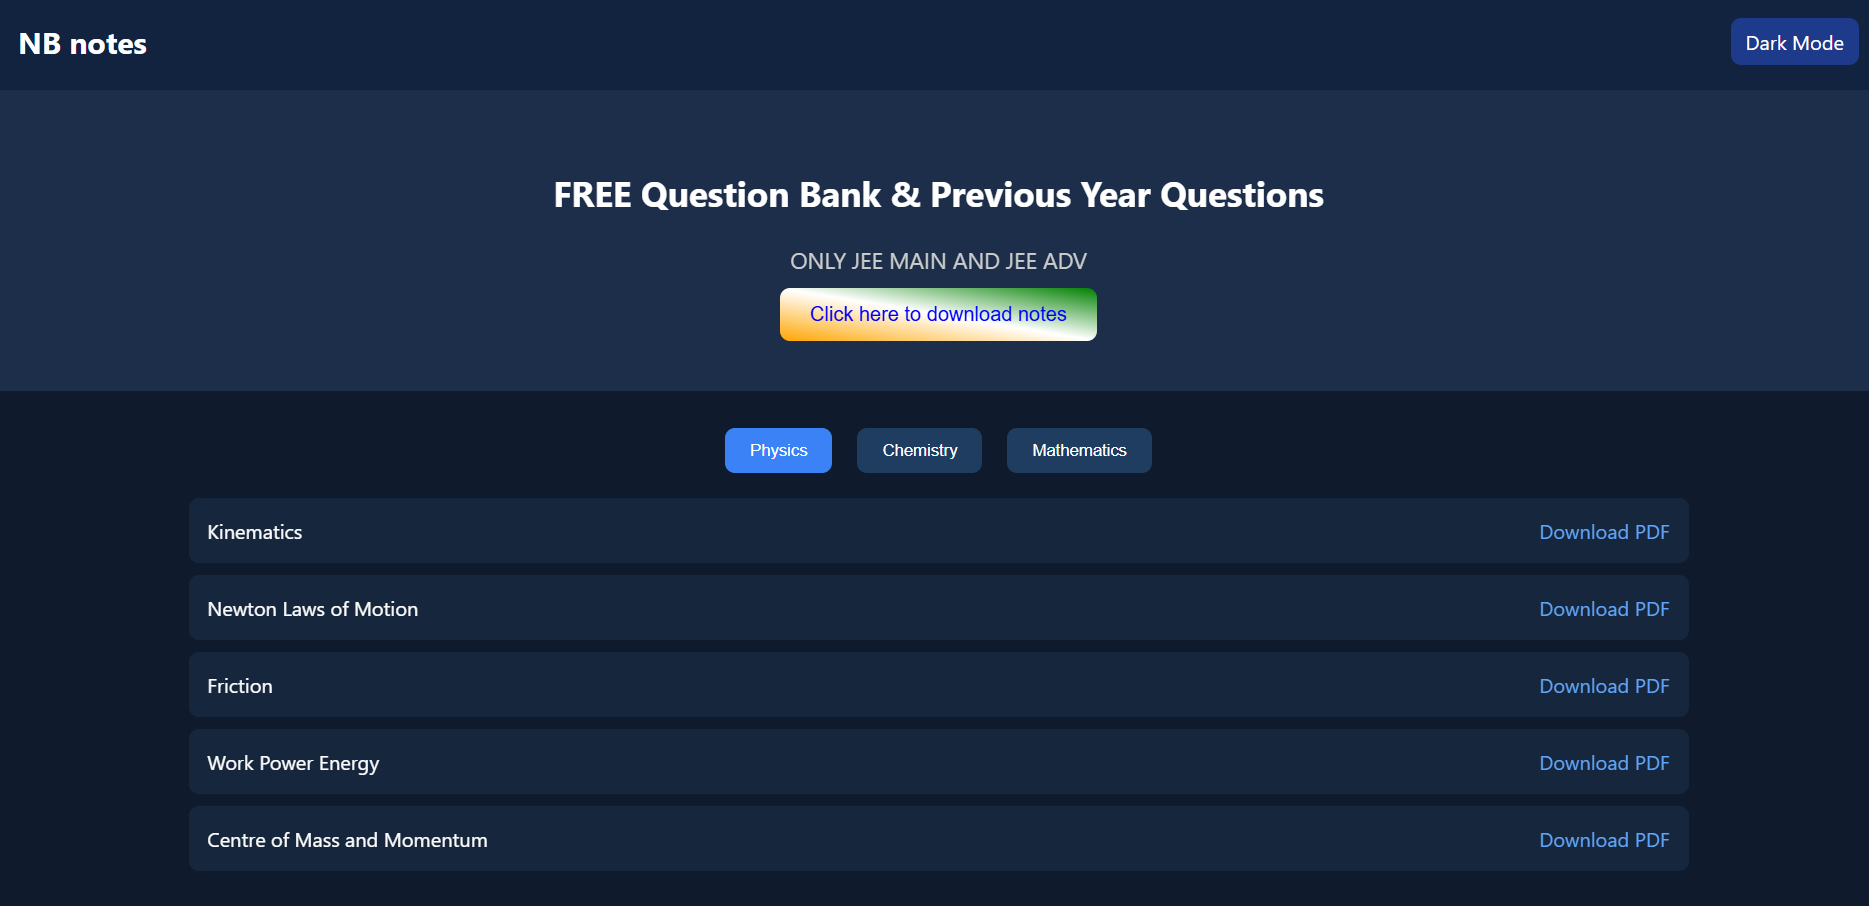 NB notes
Dark Mode
FREE Question Bank & Previous Year Questions
ONLY JEE MAIN AND JEE ADV
Click here to download notes
Physics Chemistry Mathematics
Kinematics Download PDF
Newton Laws of Motion Download PDF
Friction Download PDF
Work Power Energy Download PDF
Centre of Mass and Momentum Download PDF